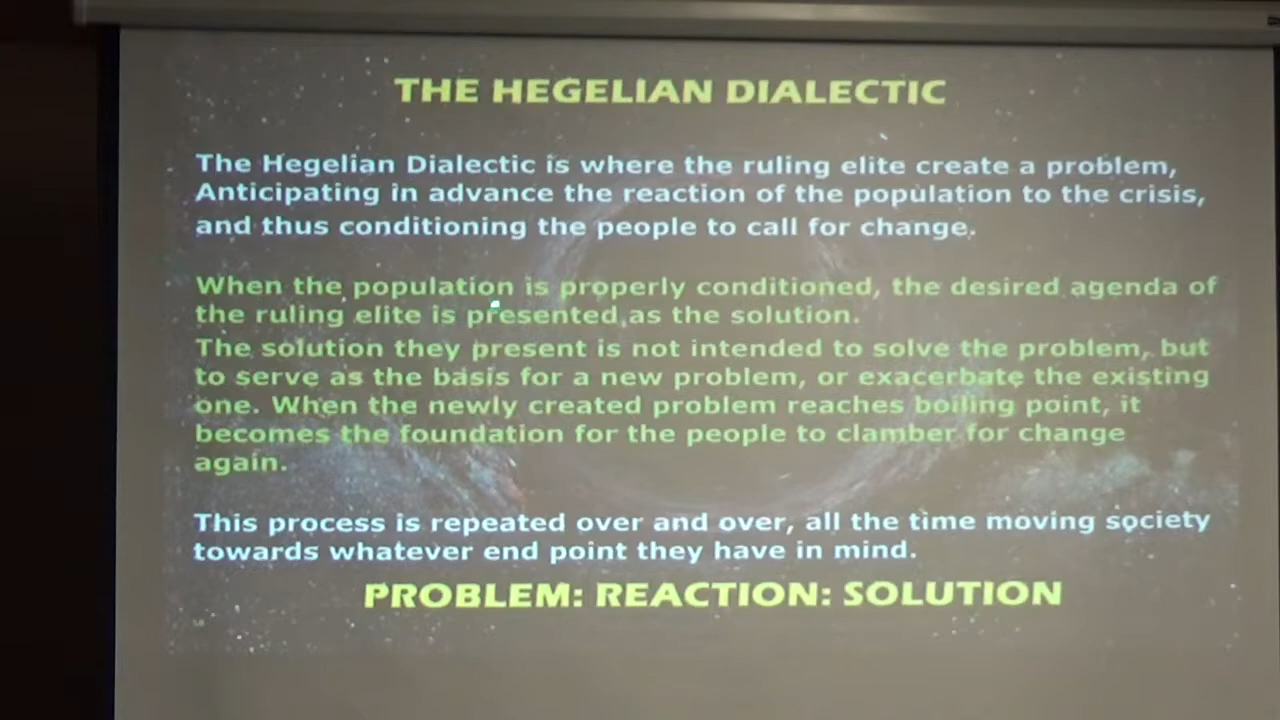 THE HEGELIAN DIALECTIC
The Hegelian Dialectic is where the ruling elite create a problem,
Anticipating in advance the reaction of the population to the crisis,
and thus conditioning the people to call for change.
When the population is properly conditioned, the desired agenda of
the ruling elite is presented as the solution.
The solution they present is not intended to solve the problem, but
to serve as the basis for a new problem, or exacerbate the existing
one. When the newly created problem reaches boiling point, it
becomes the foundation for the people to clamber for change
again.
This process is repeated over and over, all the time moving society
towards whatever end point they have in mind.
PROBLEM: REACTION: SOLUTION